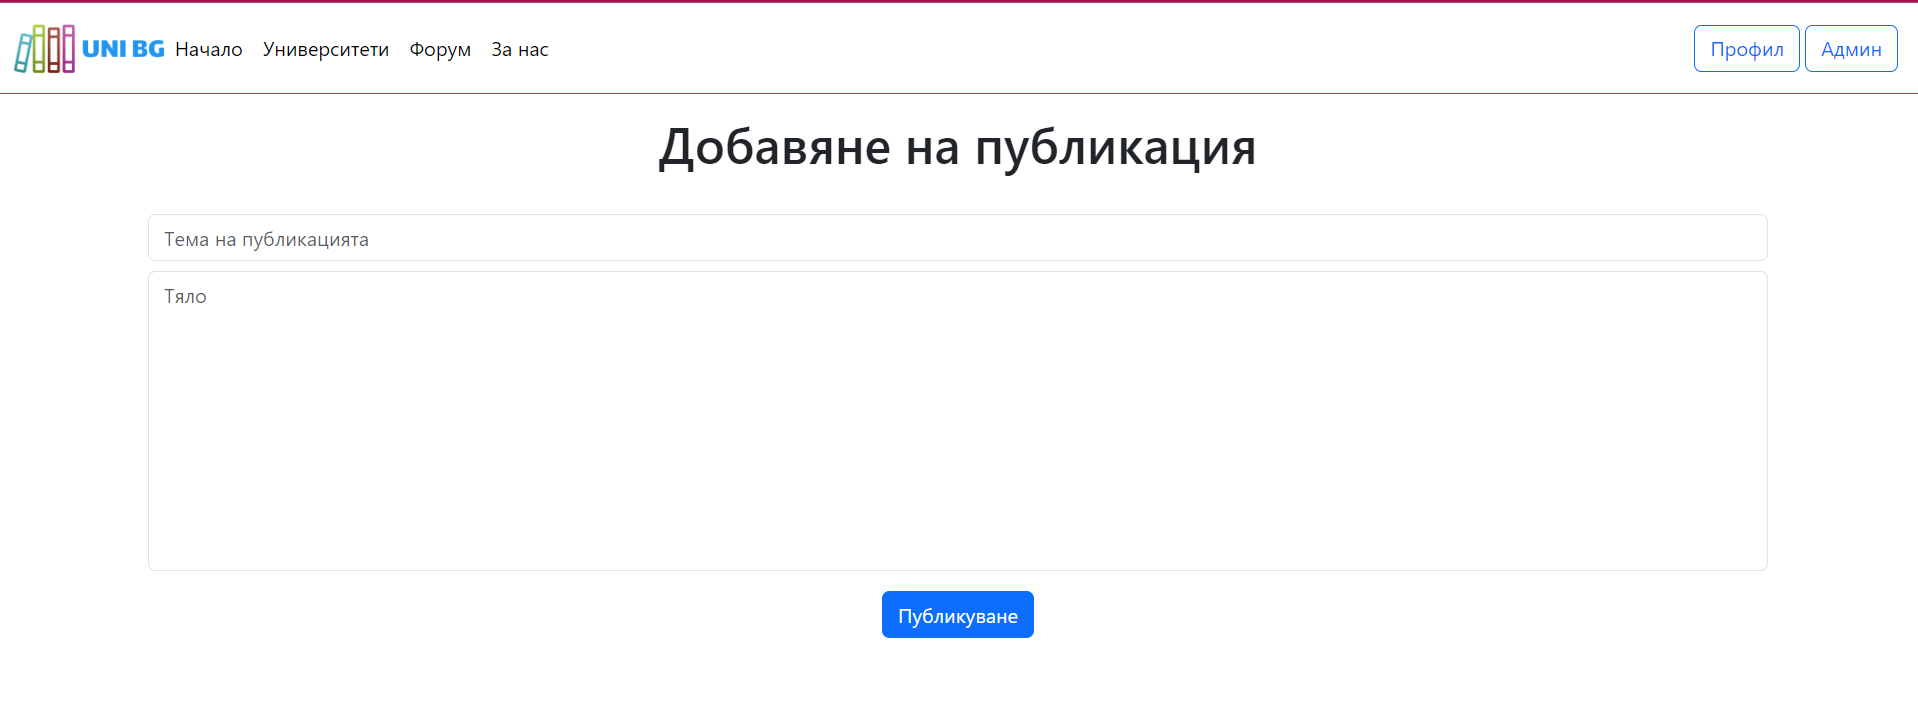 UNI BG Начало Университети Форум За нас Профил Админ
Добавяне на публикация
Тема на публикацията
Тяло
Публикуване